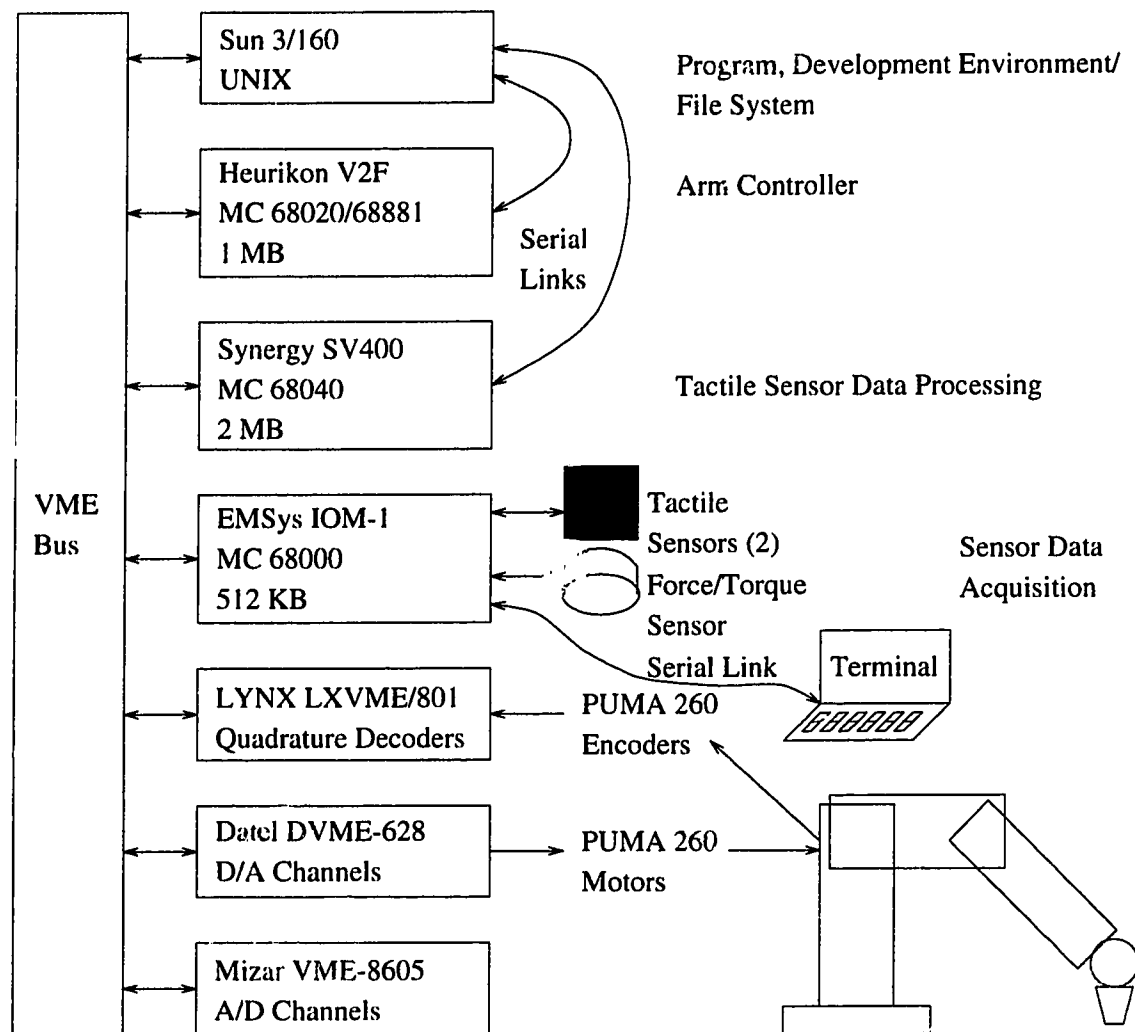 Sun 3/160
UNIX
Program, Development Environment/
File System
Heurikon V2F
MC 68020/68881
1 MB
Arm Controller
Serial
Links
Synergy SV400
MC 68040
2 MB
Tactile Sensor Data Processing
VME
Bus
EMSys IOM-1
MC 68000
512 KB
Tactile
Sensors (2)
Force/Torque
Sensor
Serial Link
Sensor Data
Acquisition
Terminal
LYNX LXVME/801
Quadrature Decoders
PUMA 260
Encoders
Datel DVME-628
D/A Channels
PUMA 260
Motors
Mizar VME-8605
A/D Channels